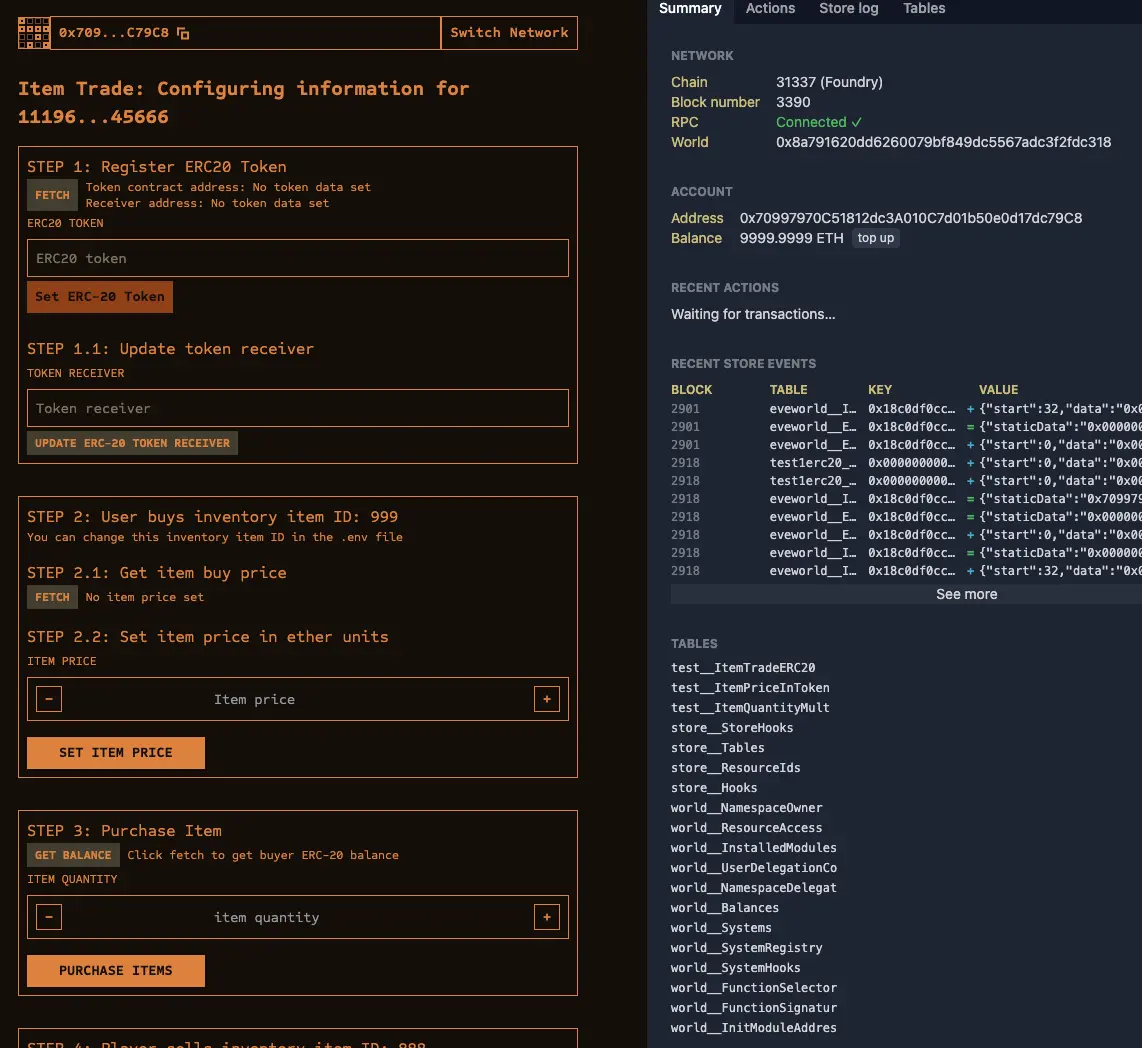 0x709...C79C8
Switch Network
Item Trade: Configuring information for
11196...45666
STEP 1: Register ERC20 Token
FETCH
Token contract address: No token data set
Receiver address: No token data set
ERC20 TOKEN
ERC20 token
Set ERC-20 Token
STEP 1.1: Update token receiver
TOKEN RECEIVER
Token receiver
UPDATE ERC-20 TOKEN RECEIVER
STEP 2: User buys inventory item ID: 999
You can change this inventory item ID in the .env file
STEP 2.1: Get item buy price
FETCH No item price set
STEP 2.2: Set item price in ether units
ITEM PRICE
- Item price +
SET ITEM PRICE
STEP 3: Purchase Item
GET BALANCE Click fetch to get buyer ERC-20 balance
ITEM QUANTITY
- item quantity +
PURCHASE ITEMS
STEP 4: Player sells inventory item ID: 888
Summary Actions Store log Tables
NETWORK
Chain 31337 (Foundry)
Block number 3390
RPC Connected ✓
World 0x8a791620dd6260079bf849dc5567adc3f2fdc318
ACCOUNT
Address 0x70997970C51812dc3A010C7d01b50e0d17dc79C8
Balance 9999.9999 ETH top up
RECENT ACTIONS
Waiting for transactions...
RECENT STORE EVENTS
BLOCK TABLE KEY VALUE
2901 eveworld__I… 0x18c0df0cc… + {"start":32,"data":"0x0
2901 eveworld__E… 0x18c0df0cc… = {"staticData":"0x000000
2901 eveworld__E… 0x18c0df0cc… + {"start":0,"data":"0x00
2918 test1erc20_… 0x000000000… + {"start":0,"data":"0x00
2918 test1erc20_… 0x000000000… + {"start":0,"data":"0x00
2918 eveworld__I… 0x18c0df0cc… = {"staticData":"0x709979
2918 eveworld__E… 0x18c0df0cc… = {"staticData":"0x000000
2918 eveworld__E… 0x18c0df0cc… + {"start":0,"data":"0x00
2918 eveworld__I… 0x18c0df0cc… = {"staticData":"0x000000
2918 eveworld__I… 0x18c0df0cc… + {"start":32,"data":"0x0
See more
TABLES
test__ItemTradeERC20
test__ItemPriceInToken
test__ItemQuantityMult
store__StoreHooks
store__Tables
store__ResourceIds
store__Hooks
world__NamespaceOwner
world__ResourceAccess
world__InstalledModules
world__UserDelegationCo
world__NamespaceDelegat
world__Balances
world__Systems
world__SystemRegistry
world__SystemHooks
world__FunctionSelector
world__FunctionSignatur
world__InitModuleAddres